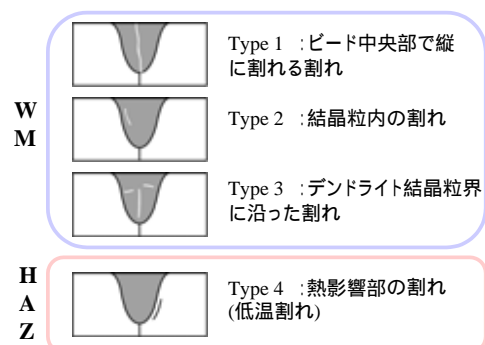 W
M
Type 1 :ビード中央部で縦
に割れる割れ
Type 2 :結晶粒内の割れ
Type 3 :デンドライト結晶粒界
に沿った割れ
H
A
Z
Type 4 :熱影響部の割れ
(低温割れ)